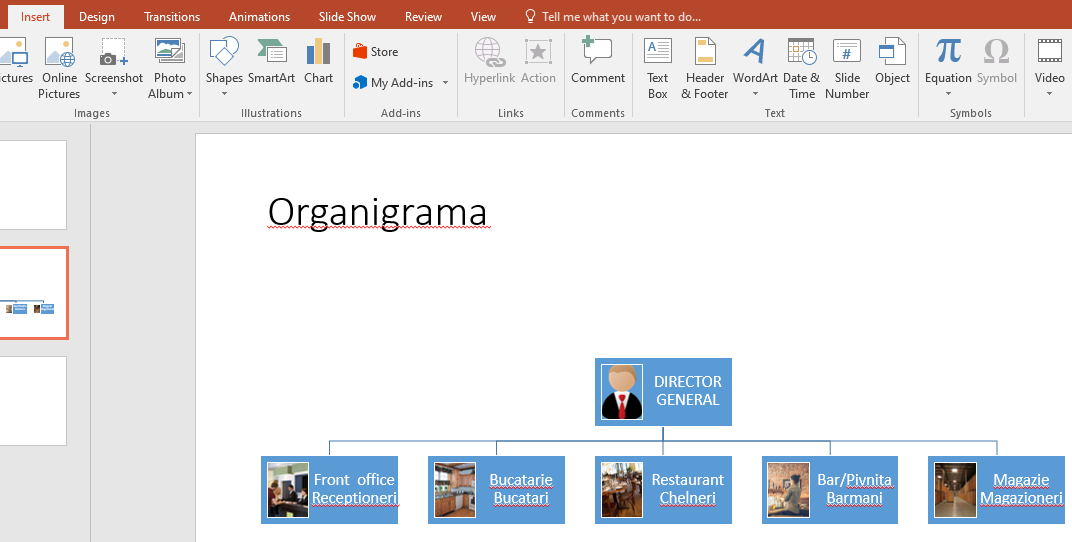 Insert Design Transitions Animations Slide Show Review View Tell me what you want to do...
Online Screenshot Photo Shapes SmartArt Chart Store Hyperlink Action Comment Text Header WordArt Date & Slide Object Equation Symbol Video
Pictures Album My Add-ins Box & Footer Time Number
Images Illustrations Add-ins Links Comments Text Symbols
Organigrama
DIRECTOR
GENERAL
Front office
Receptioneri
Bucatarie
Bucatari
Restaurant
Chelneri
Bar/Pivnita
Barmani
Magazie
Magazioneri